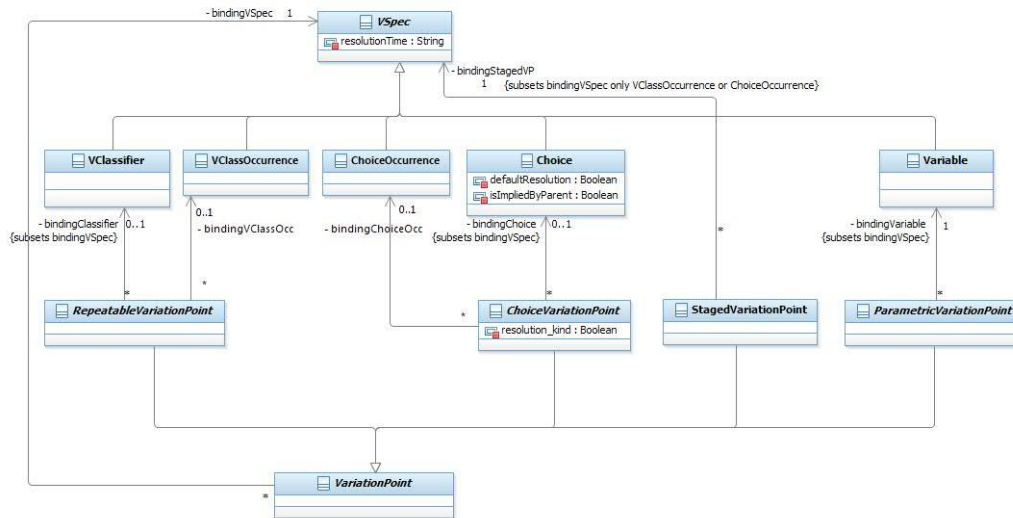 - bindingVSpec 1
VSpec
resolutionTime : String
- bindingStagedVP
1 {subsets bindingVSpec only VClassOccurrence or ChoiceOccurrence}
VClassifier
VClassOccurrence
ChoiceOccurrence
Choice
defaultResolution : Boolean
isImpliedByParent : Boolean
Variable
- bindingClassifier 0..1
{subsets bindingVSpec}
0..1
- bindingVClassOcc
0..1
- bindingChoiceOcc
- bindingChoice 0..1
{subsets bindingVSpec}
- bindingVariable 1
{subsets bindingVSpec}
*
*
*
*
*
*
RepeatableVariationPoint
ChoiceVariationPoint
resolution_kind : Boolean
StagedVariationPoint
ParametricVariationPoint
VariationPoint
*